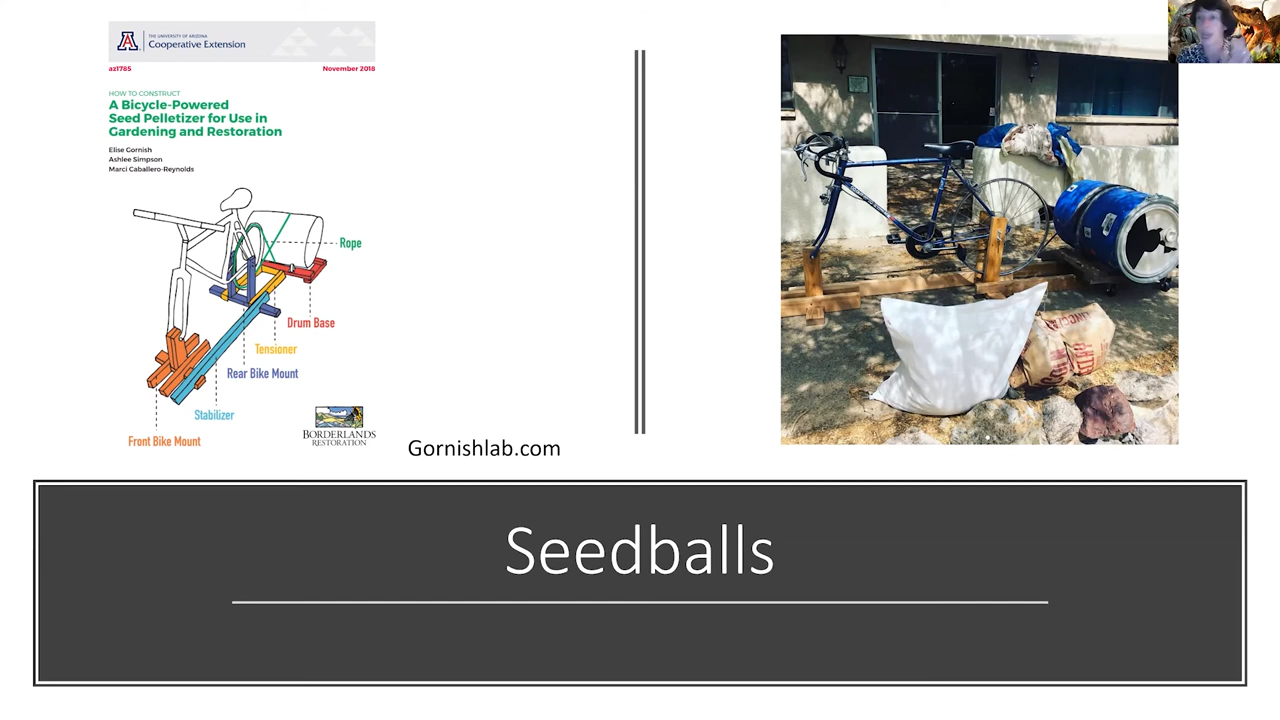 THE UNIVERSITY OF ARIZONA
Cooperative Extension
az1785
November 2018
HOW TO CONSTRUCT
A Bicycle-Powered
Seed Pelletizer for Use in
Gardening and Restoration
Elise Gornish
Ashlee Simpson
Marci Caballero-Reynolds
Rope
Drum Base
Tensioner
Rear Bike Mount
Stabilizer
Front Bike Mount
BORDERLANDS
RESTORATION
Gornishlab.com
Seedballs